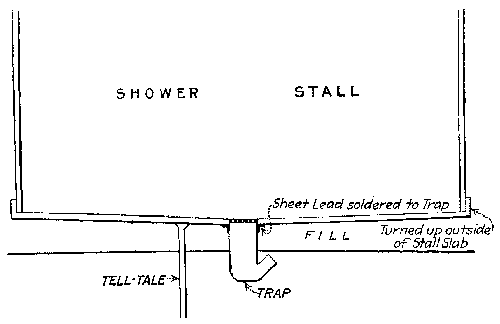 SHOWER STALL
Sheet Lead soldered to Trap
FILL
Turned up outside
of Stall Slab
TELL-TALE
TRAP